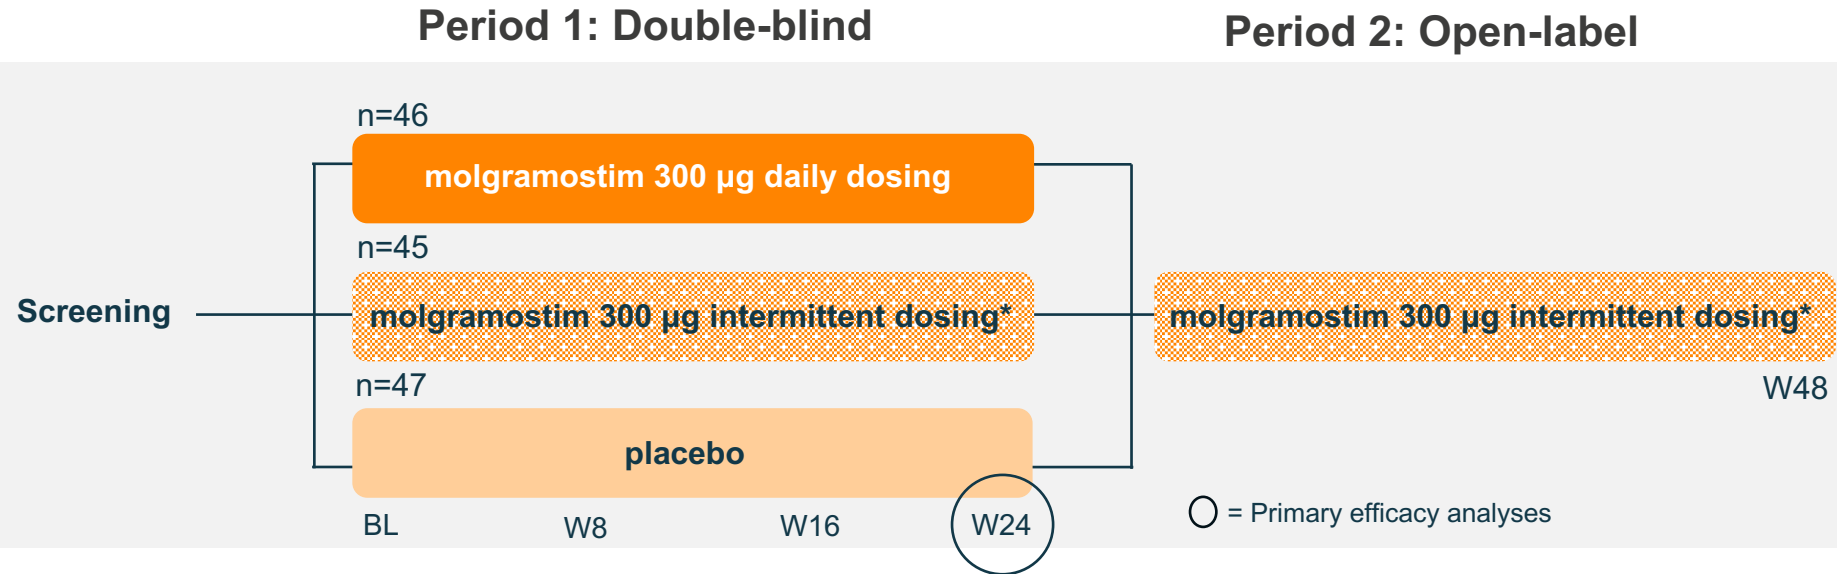 Period 1: Double-blind
Period 2: Open-label
n=46
molgramostim 300 µg daily dosing
n=45
Screening
molgramostim 300 µg intermittent dosing*
molgramostim 300 µg intermittent dosing*
n=47
W48
placebo
BL
W8
W16
W24
= Primary efficacy analyses